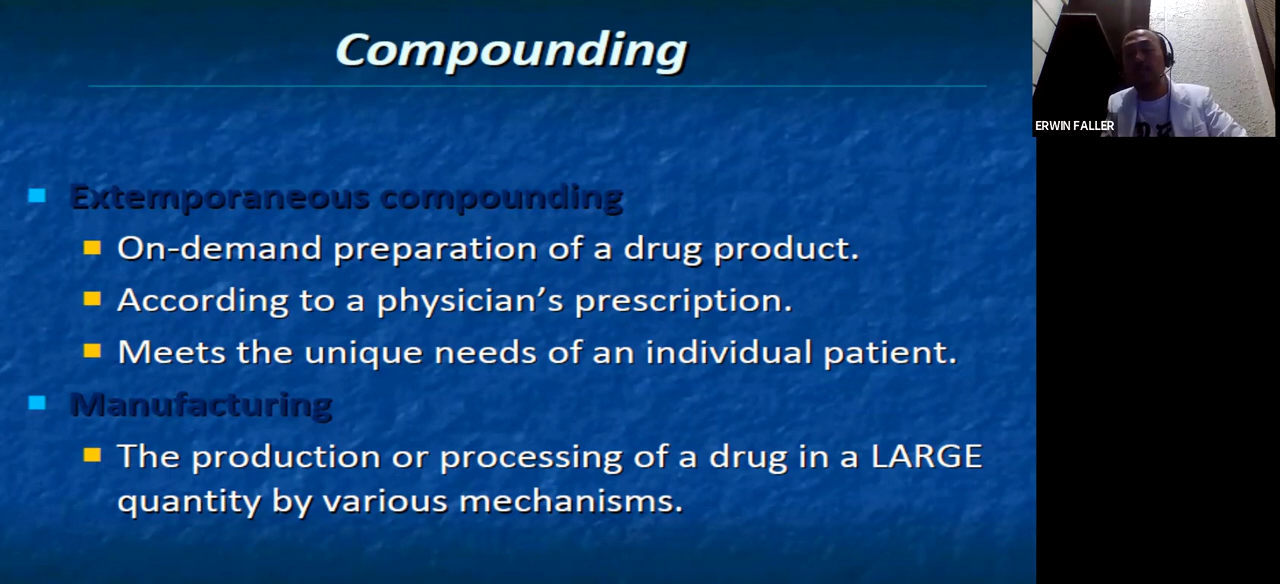 Compounding
Extemporaneous compounding
On-demand preparation of a drug product.
According to a physician’s prescription.
Meets the unique needs of an individual patient.
Manufacturing
The production or processing of a drug in a LARGE
quantity by various mechanisms.
ERWIN FALLER